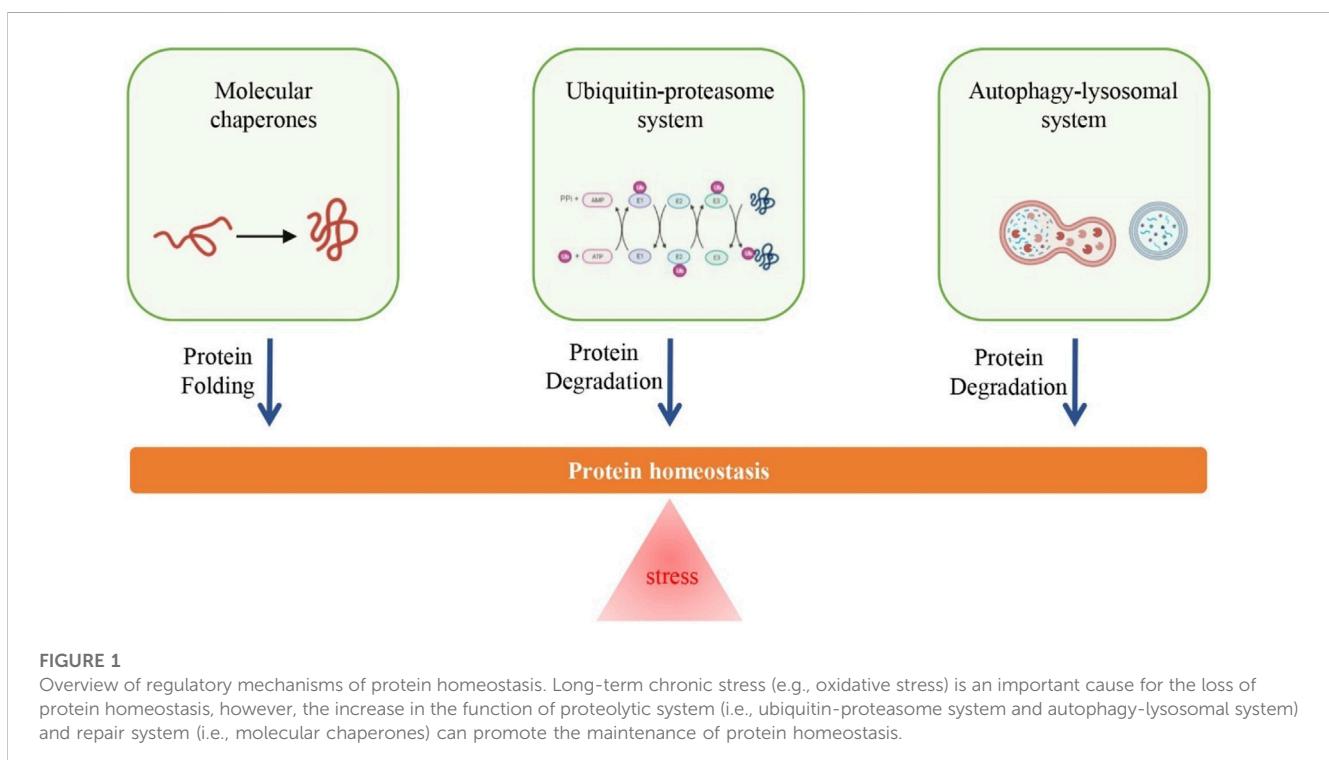 Molecular
chaperones
Ubiquitin-proteasome
system
Autophagy-lysosomal
system
Ub
Ub
PPi + AMP E1 E2 E3
Ub + ATP E1 E2 E3 Ub
Ub
Protein
Folding
Protein
Degradation
Protein
Degradation
Protein homeostasis
stress
FIGURE 1
Overview of regulatory mechanisms of protein homeostasis. Long-term chronic stress (e.g., oxidative stress) is an important cause for the loss of
protein homeostasis, however, the increase in the function of proteolytic system (i.e., ubiquitin-proteasome system and autophagy-lysosomal system)
and repair system (i.e., molecular chaperones) can promote the maintenance of protein homeostasis.